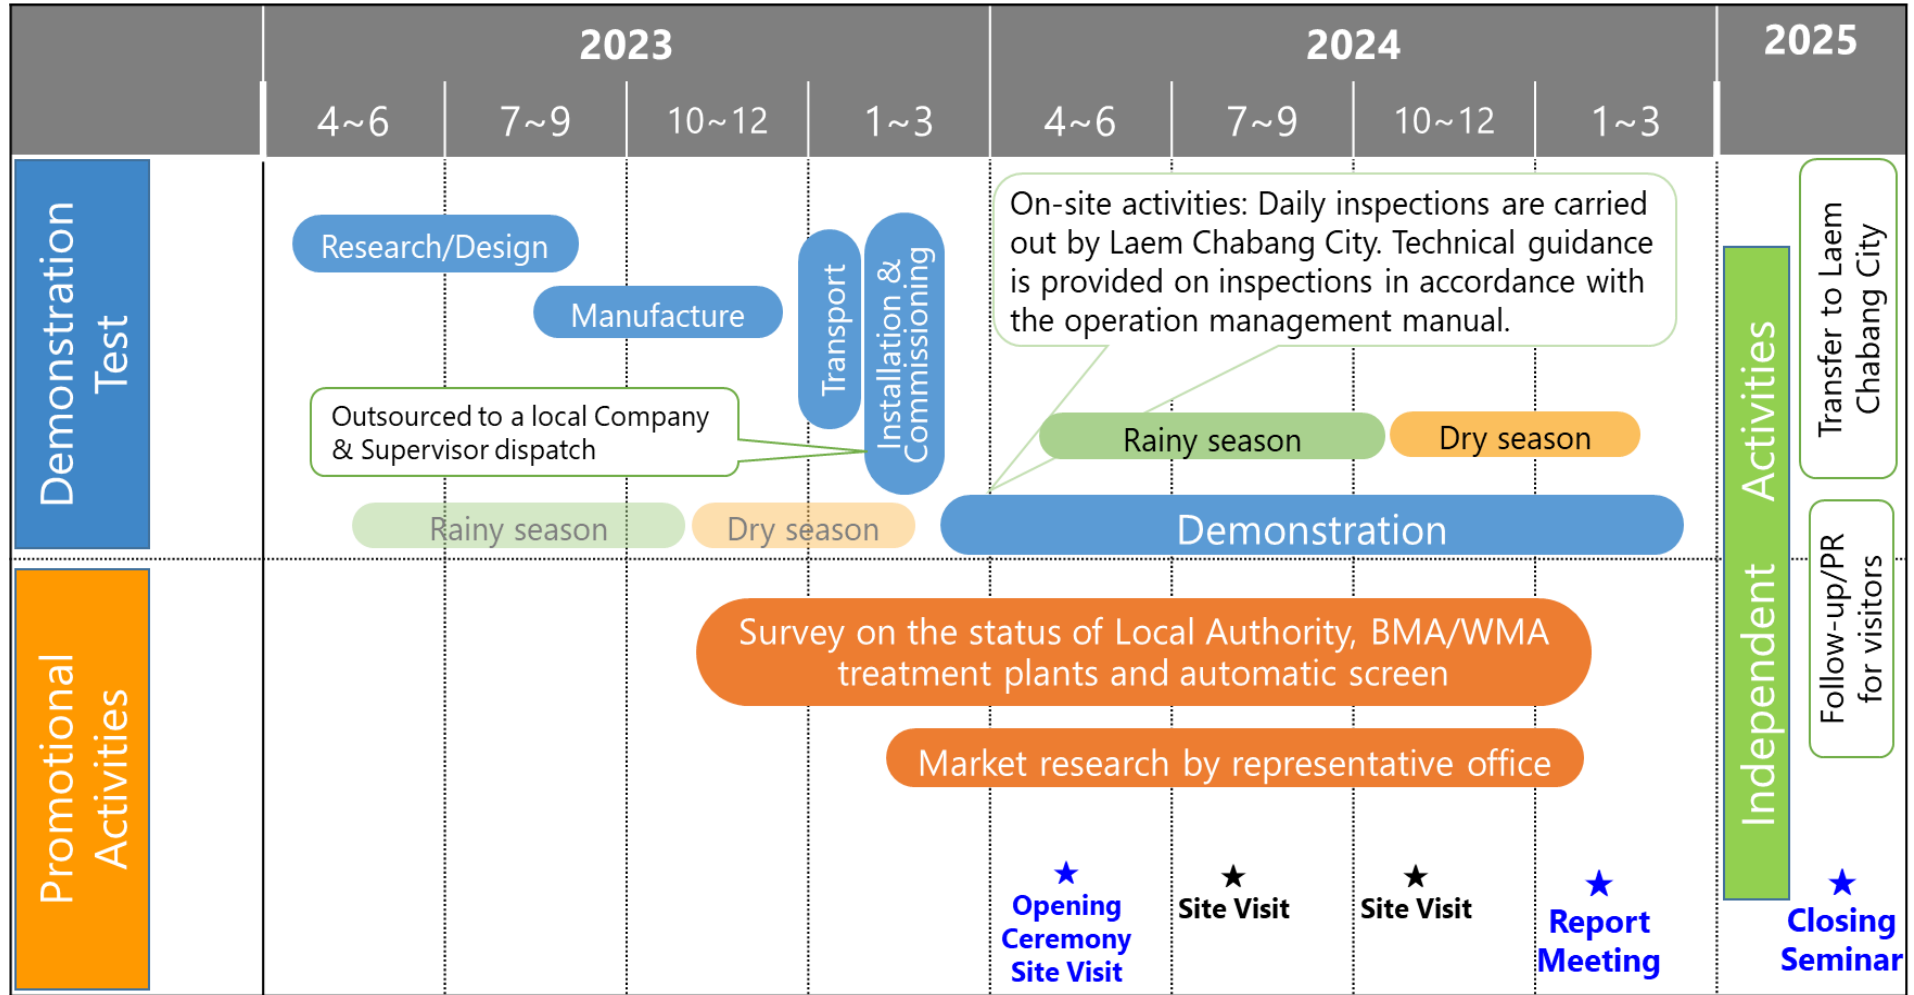 2023
2024
2025
4~6
7~9
10~12
1~3
4~6
7~9
10~12
1~3
Demonstration
Test
Research/Design
Manufacture
Transport
Installation &
Commissioning
Outsourced to a local Company
& Supervisor dispatch
Rainy season
Dry season
On-site activities: Daily inspections are carried
out by Laem Chabang City. Technical guidance
is provided on inspections in accordance with
the operation management manual.
Rainy season
Dry season
Demonstration
Independent Activities
Transfer to Laem
Chabang City
Follow-up/PR
for visitors
Promotional
Activities
Survey on the status of Local Authority, BMA/WMA
treatment plants and automatic screen
Market research by representative office
Opening
Ceremony
Site Visit
Site Visit
Site Visit
Report
Meeting
Closing
Seminar